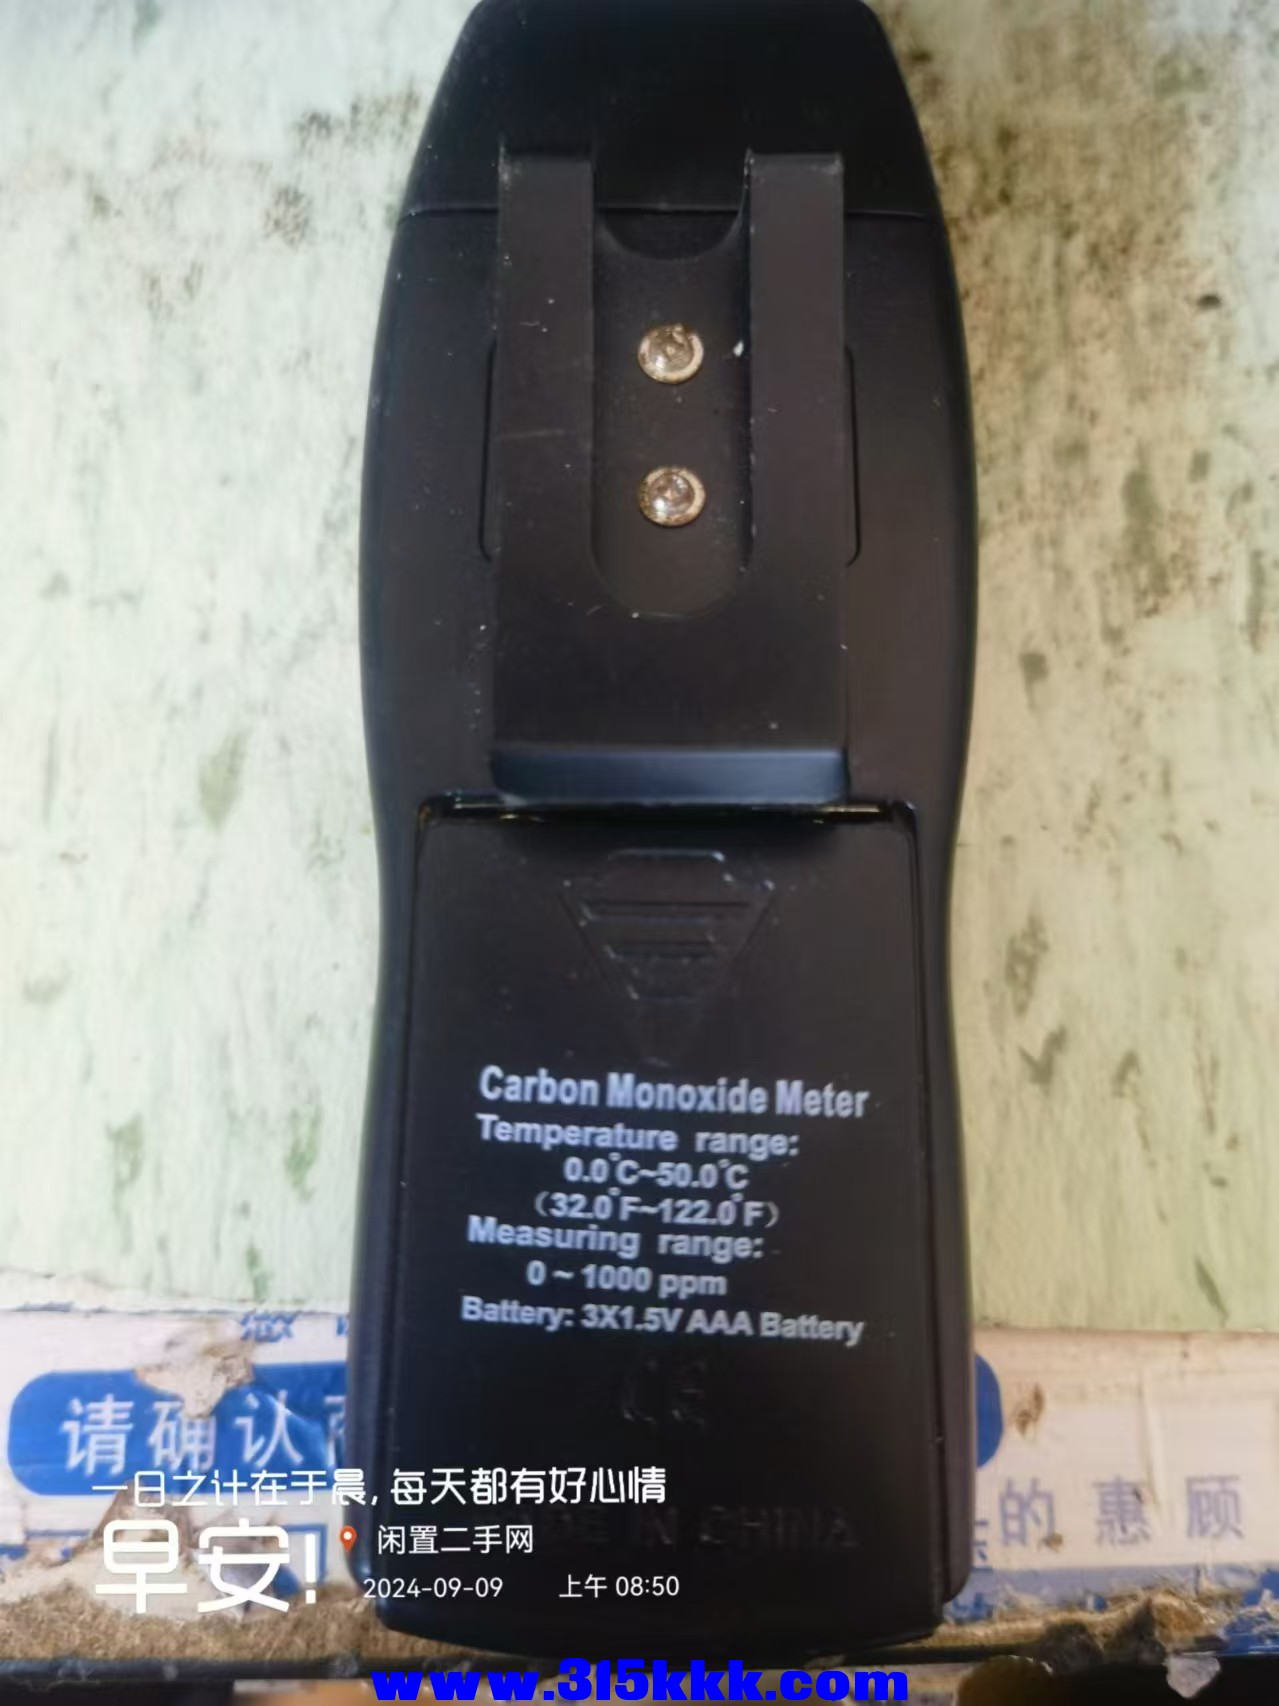 Carbon Monoxide Meter
Temperature range:
0.0°C~50.0°C
(32.0°F~122.0°F)
Measuring range:
0 ~ 1000 ppm
Battery: 3X1.5V AAA Battery
CE
请确认
的惠顾
IN CHINA
一日之计在于晨,每天都有好心情
早安!
闲置二手网
2024-09-09 上午 08:50
www.315kkk.com